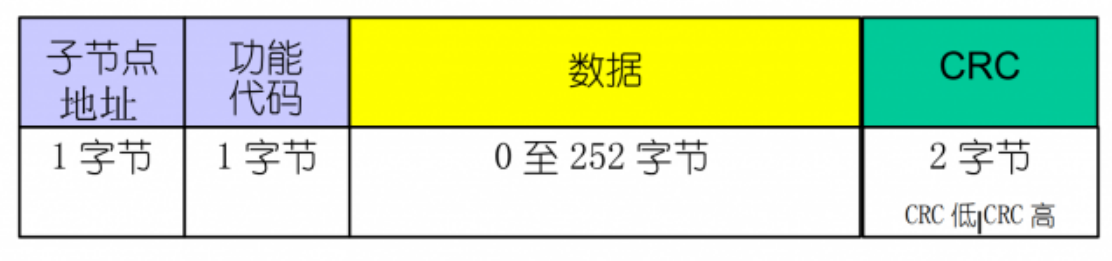 子节点
地址
功能
代码
数据
CRC
1 字节
1 字节
0 至 252 字节
2 字节
CRC 低|CRC 高